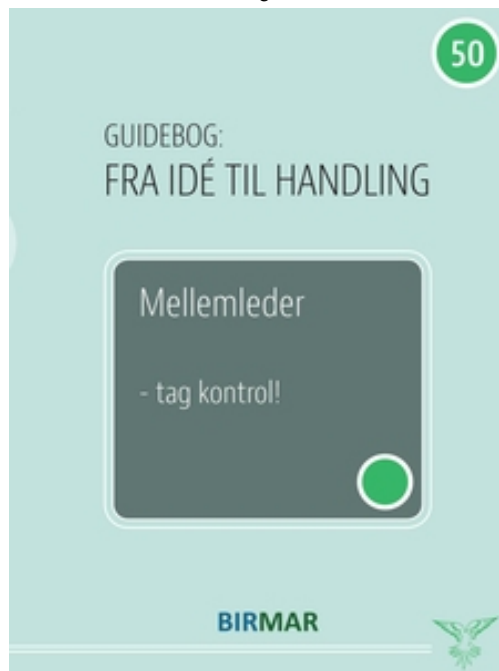 50
GUIDEBOG:
FRA IDÉ TIL HANDLING
Mellemleder
- tag kontrol!
BIRMAR